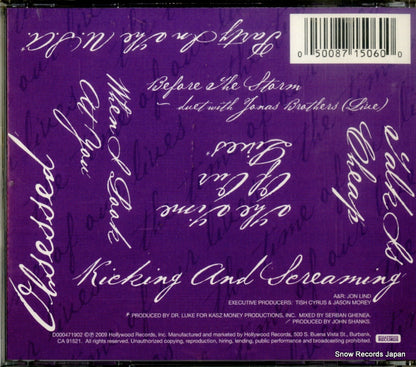 Party In The U.S.A.
0 50087 15060 0
Before The Storm
– duet with Jonas Brothers (Live)
When I Look
At You
The Time
Of Our
Lives
Talk Is
Cheap
Obsessed
Kicking And Screaming
A&R: JON LIND
EXECUTIVE PRODUCERS: TISH CYRUS & JASON MOREY
PRODUCED BY: DR. LUKE FOR KASZ MONEY PRODUCTIONS, INC. MIXED BY SERBIAN GHENEA.
PRODUCED BY: JOHN SHANKS.
D000471902 © ℗ 2009 Hollywood Records, Inc. Manufactured and marketed by Hollywood Records, 500 S. Buena Vista St., Burbank,
CA 91521. All rights reserved. Unauthorized copying, reproduction, hiring, lending, public performance and broadcasting prohibited.
HOLLYWOOD
RECORDS
Snow Records Japan